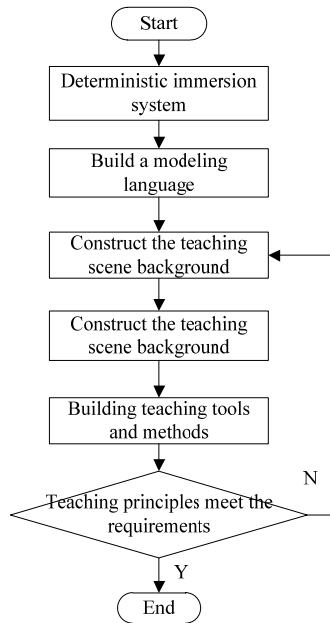 Start
Deterministic immersion
system
Build a modeling
language
Construct the teaching
scene background
Construct the teaching
scene background
Building teaching tools
and methods
Teaching principles meet the
requirements
N
Y
End